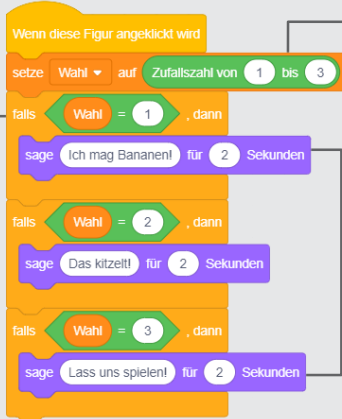 Wenn diese Figur angeklickt wird
setze Wahl auf Zufallszahl von 1 bis 3
falls Wahl = 1 , dann
sage Ich mag Bananen! für 2 Sekunden
falls Wahl = 2 , dann
sage Das kitzelt! für 2 Sekunden
falls Wahl = 3 , dann
sage Lass uns spielen! für 2 Sekunden